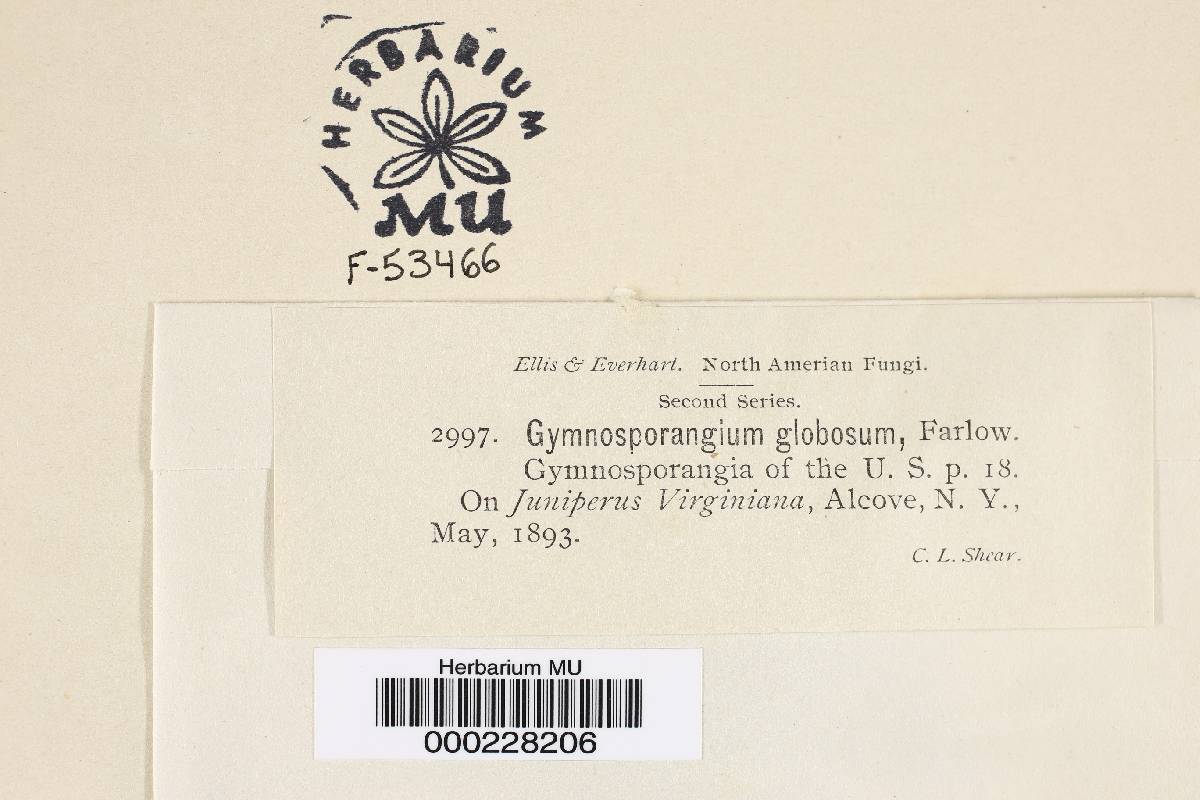 HERBARIUM
MU
F-53466
Ellis & Everhart. North Amerian Fungi.
Second Series.
2997. Gymnosporangium globosum, Farlow.
Gymnosporangia of the U. S. p. 18.
On Juniperus Virginiana, Alcove, N. Y.,
May, 1893.
C. L. Shear.
Herbarium MU
000228206